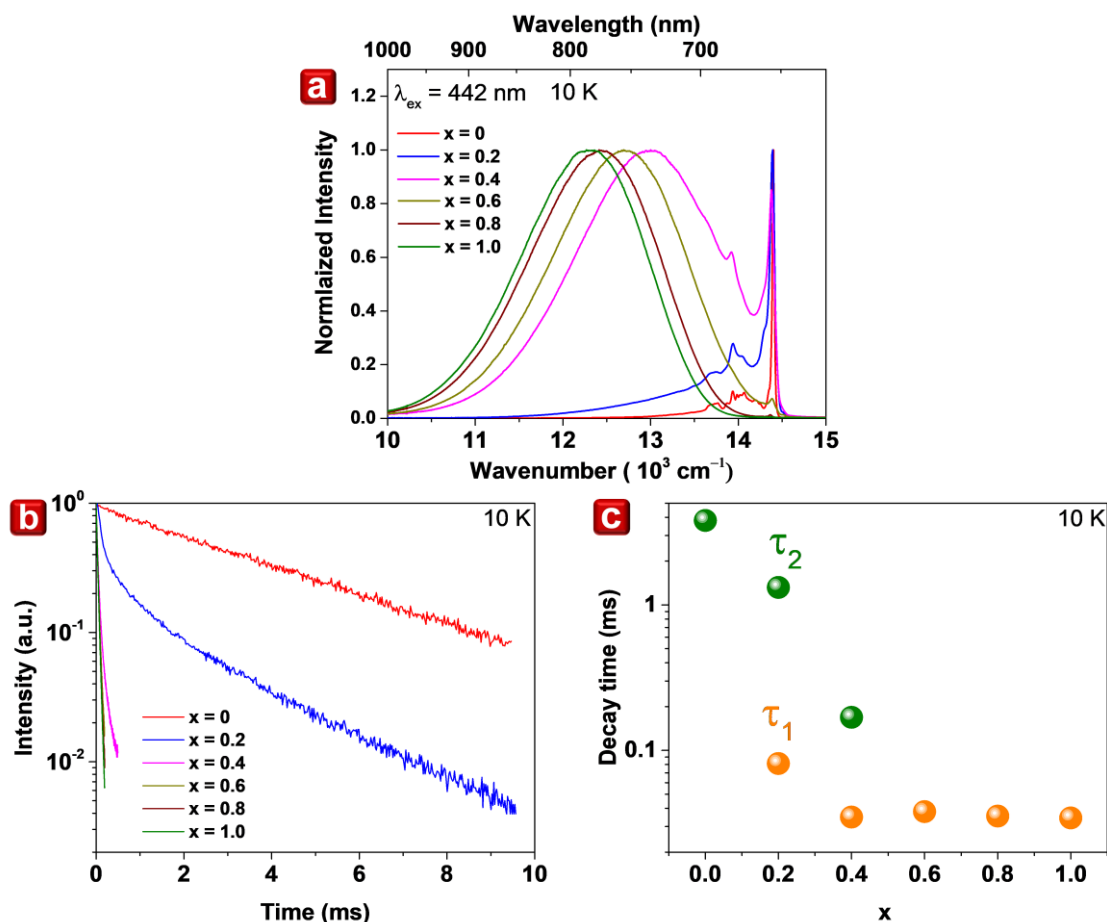 Wavelength (nm)
1000 900 800 700
a
λex = 442 nm 10 K
x = 0
x = 0.2
x = 0.4
x = 0.6
x = 0.8
x = 1.0
Normlaized Intensity
1.2
1.0
0.8
0.6
0.4
0.2
0.0
10 11 12 13 14 15
Wavenumber ( 10³ cm⁻¹)
b
10 K
Intensity (a.u.)
10⁰
10⁻¹
10⁻²
x = 0
x = 0.2
x = 0.4
x = 0.6
x = 0.8
x = 1.0
0 2 4 6 8 10
Time (ms)
c
10 K
Decay time (ms)
1
0.1
τ2
τ1
0.0 0.2 0.4 0.6 0.8 1.0
x